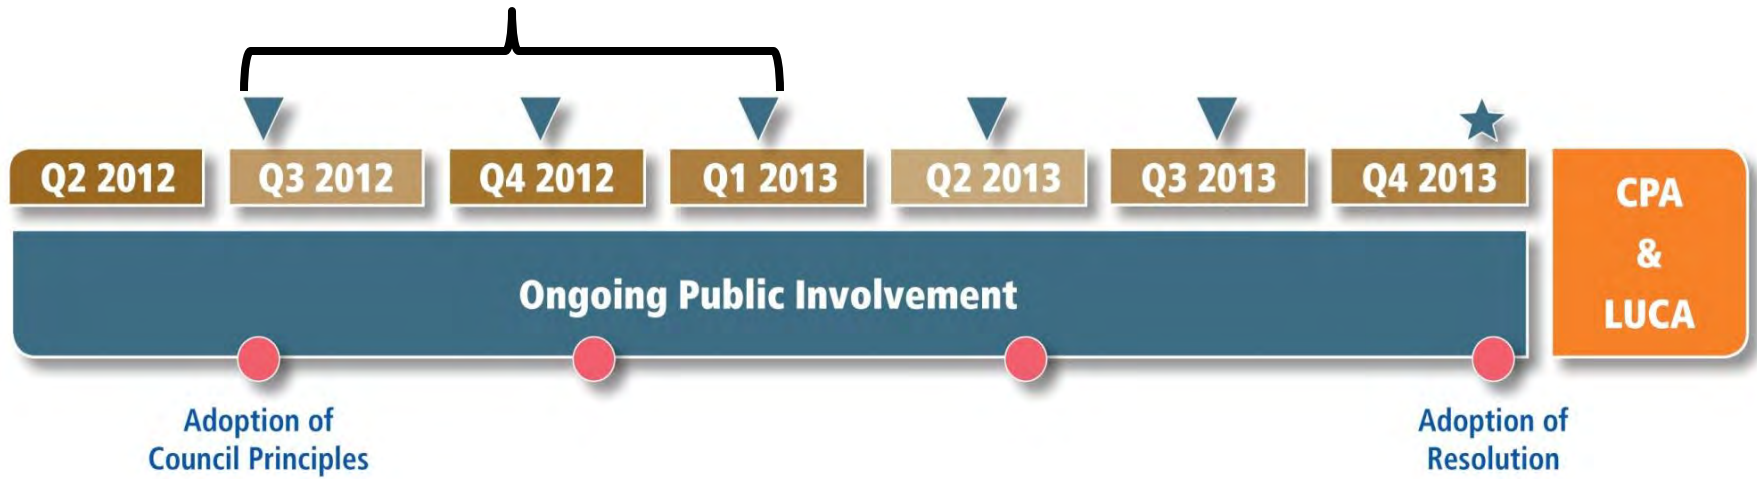 Q2 2012
Q3 2012
Q4 2012
Q1 2013
Q2 2013
Q3 2013
Q4 2013
CPA
&
LUCA
Ongoing Public Involvement
Adoption of
Council Principles
Adoption of
Resolution